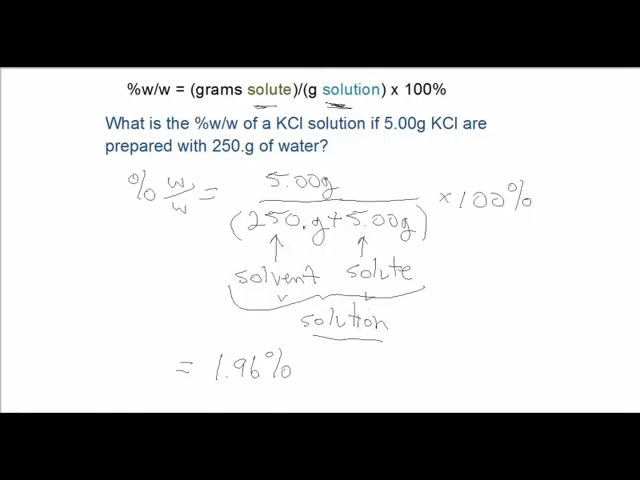 %w/w = (grams solute)/(g solution) x 100%
What is the %w/w of a KCl solution if 5.00g KCl are
prepared with 250.g of water?
% w/w = 5.00g / (250.g + 5.00g) × 100%
solvent solute
solution
= 1.96%